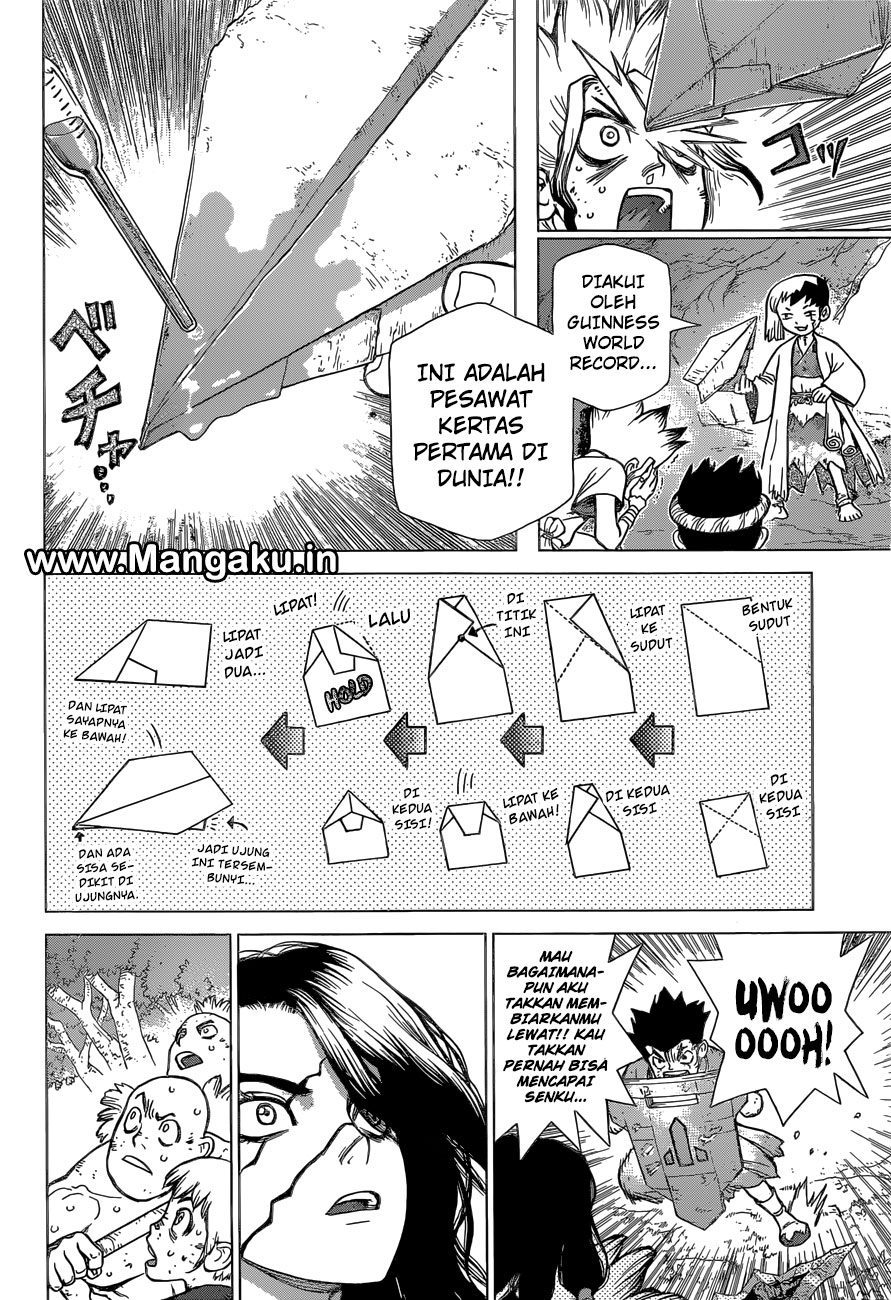 コツッ
DIAKUI
OLEH
GUINNESS
WORLD
RECORD...
INI ADALAH
PESAWAT
KERTAS
PERTAMA DI
DUNIA!!
ベチャ...
www.Mangaku.in
BENTUK
SUDUT
LIPAT
KE
SUDUT
DI
TITIK
INI
LALU
LIPAT!
HOLD
LIPAT
JADI
DUA...
DI
KEDUA
SISI
DI KEDUA
SISI
LIPAT KE
BAWAH!
DI
KEDUA
SISI!
DAN LIPAT
SAYAPNYA
KE BAWAH!
JADI UJUNG
INI TERSEM-
BUNYI...
DAN ADA
SISA SE-
DIKIT DI
UJUNGNYA.
UWOO
OOOH!
MAU
BAGAIMANA-
PUN AKU
TAKKAN MEM-
BIARKANMU
LEWAT!! KAU
TAKKAN
PERNAH BISA
MENCAPAI
SENKU...